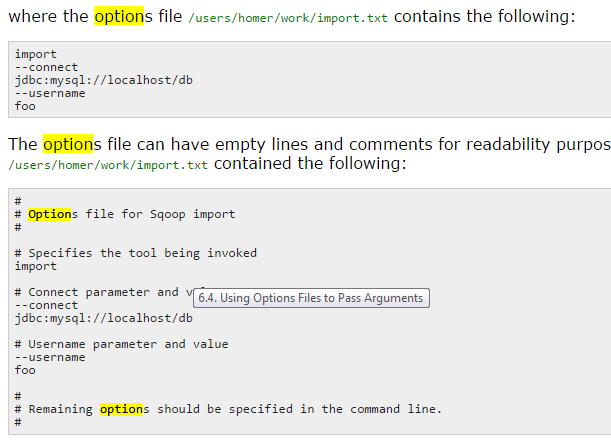 where the options file /users/homer/work/import.txt contains the following:
import
--connect
jdbc:mysql://localhost/db
--username
foo
The options file can have empty lines and comments for readability purpos
/users/homer/work/import.txt contained the following:
#
# Options file for Sqoop import
#
# Specifies the tool being invoked
import
# Connect parameter and v
6.4. Using Options Files to Pass Arguments
--connect
jdbc:mysql://localhost/db
# Username parameter and value
--username
foo
#
# Remaining options should be specified in the command line.
#